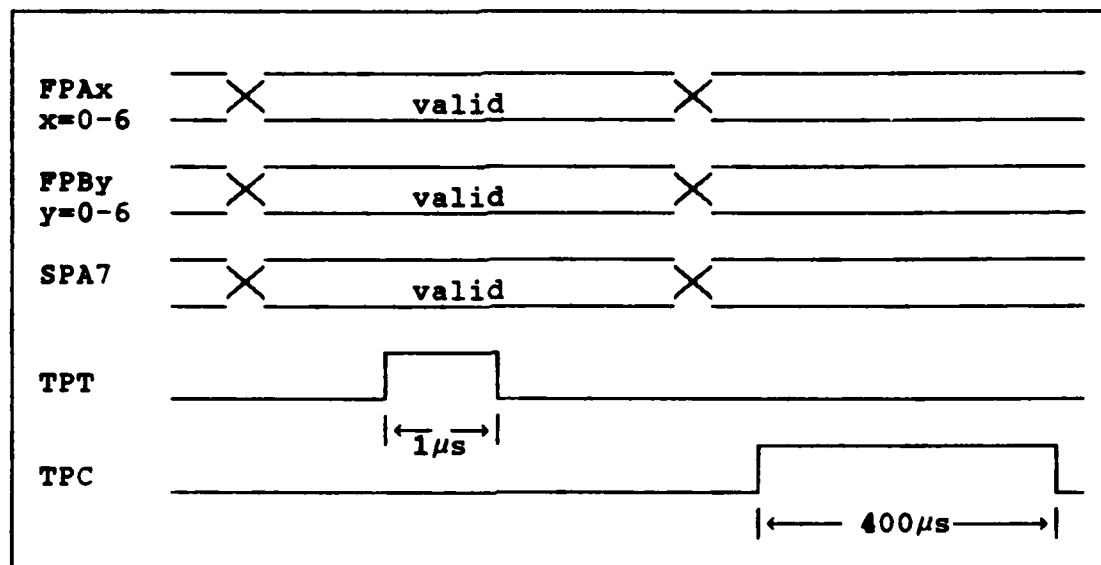 FPAx
x=0-6
valid
FPBy
y=0-6
valid
SPA7
valid
TPT
1μs
TPC
400μs